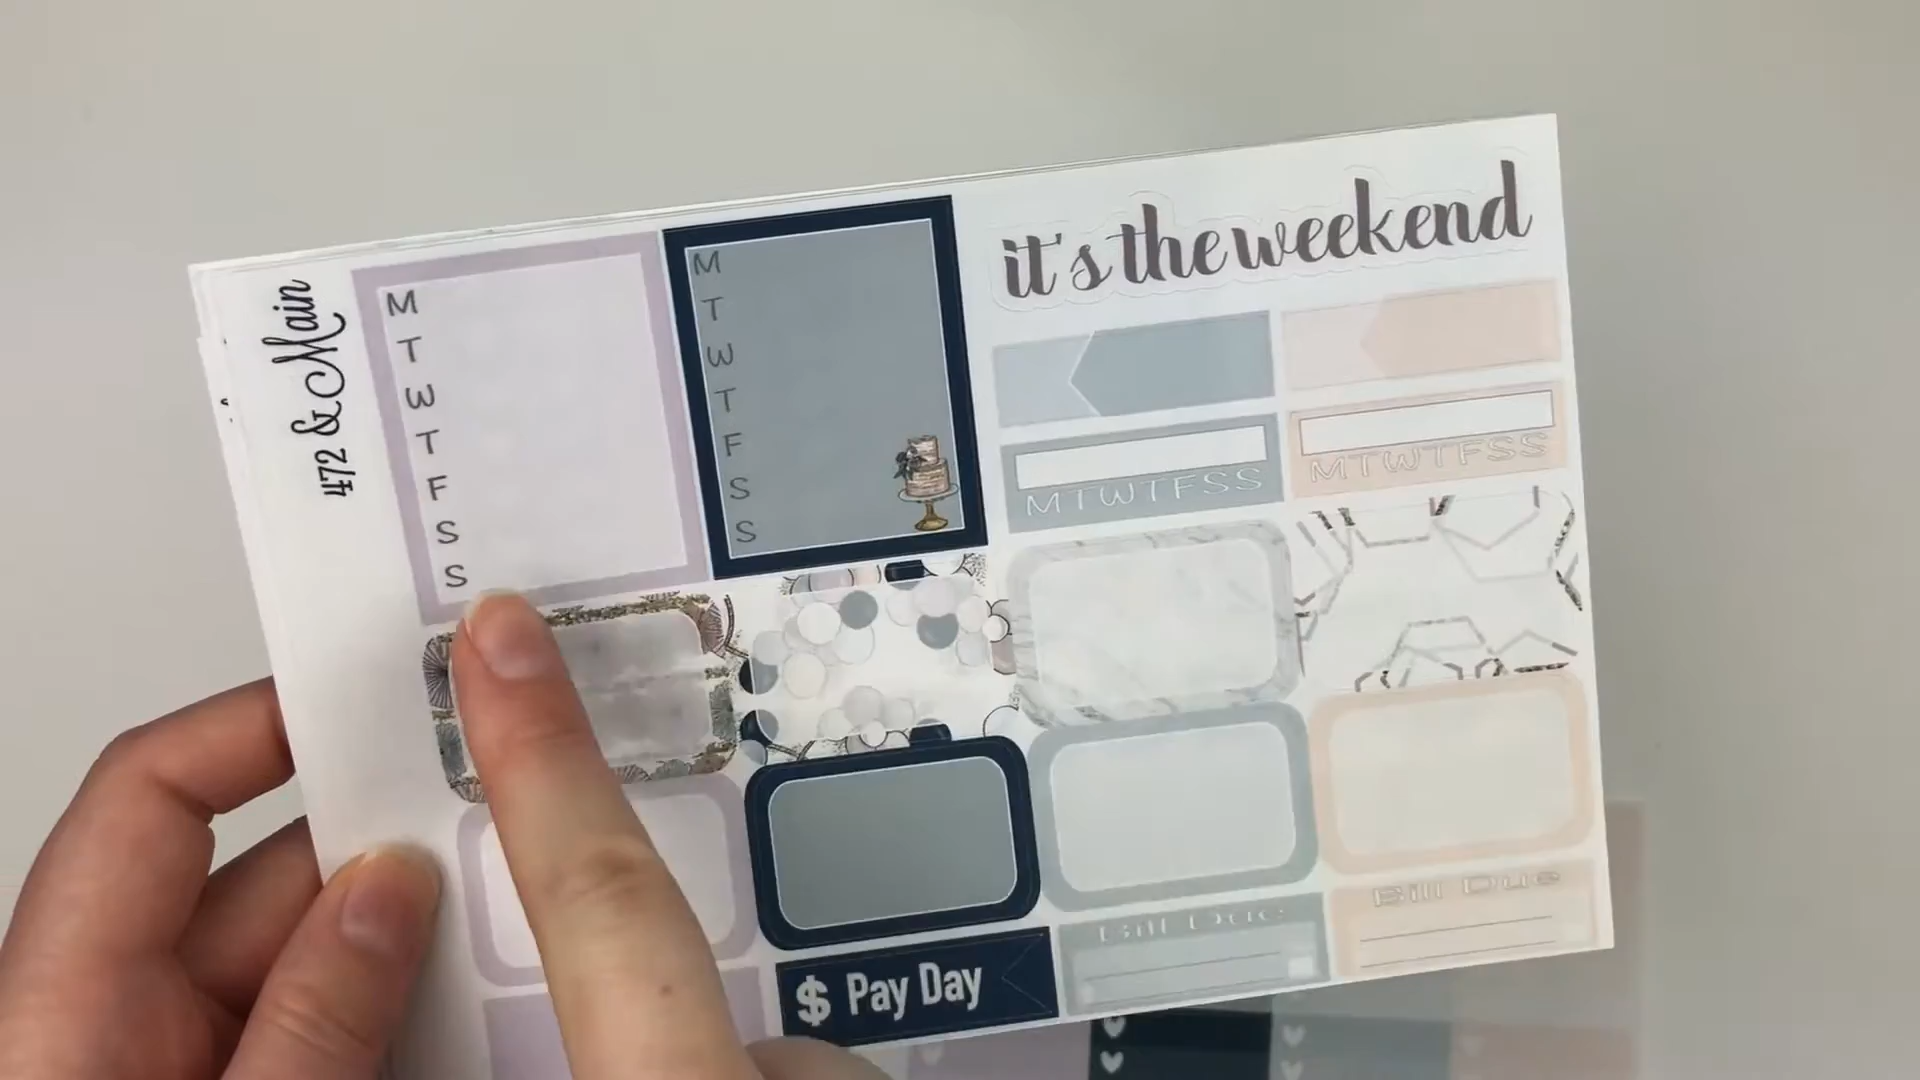 472 & Main
M
T
W
T
F
S
S
M
T
W
T
F
S
S
it's the weekend
MTWTFSS
MTWTFSS
$ Pay Day
Bill Due:
Bill Due